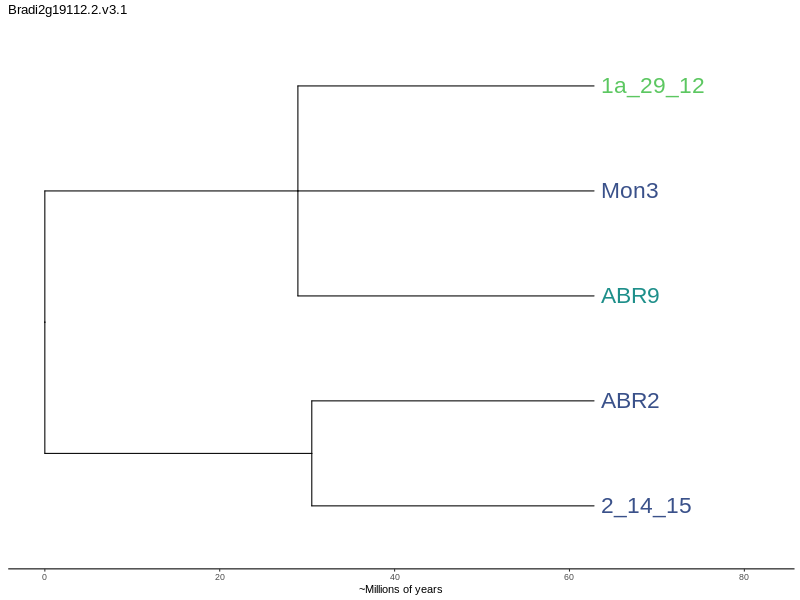 Bradi2g19112.2.v3.1
1a_29_12
Mon3
ABR9
ABR2
2_14_15
0 20 40 60 80
~Millions of years